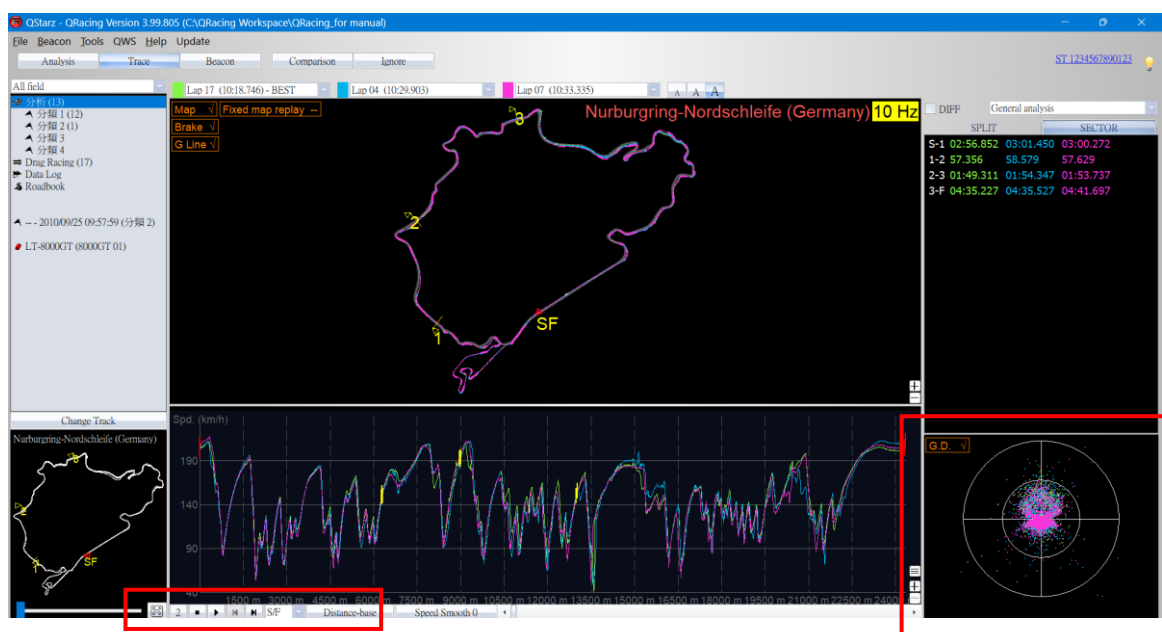 QStarz - QRacing Version 3.99.805 (C:\QRacing Workspace\QRacing_for manual)
File Beacon Tools QWS Help Update
Analysis Trace Beacon Comparison Ignore ST 1234567890123
All field
Lap 17 (10:18.746) - BEST Lap 04 (10:29.903) Lap 07 (10:33.335) A A A
分析 (13)
分類 1 (12)
分類 2 (1)
分類 3
分類 4
Drag Racing (17)
Data Log
Roadbook
-- - 2010/09/25 09:57:59 (分類 2)
LT-8000GT (8000GT 01)
Change Track
Nurburgring-Nordschleife (Germany)
3
2
1
SF
Map √ Fixed map replay --
Brake √
G Line √
Nurburgring-Nordschleife (Germany) 10 Hz
3
2
1
SF
Spd. (km/h)
190
140
90
40
1500 m 3000 m 4500 m 6000 m 7500 m 9000 m 10500 m 12000 m 13500 m 15000 m 16500 m 18000 m 19500 m 21000 m 22500 m 24000
2 S/F Distance-base Speed Smooth 0
DIFF General analysis
SPLIT SECTOR
S-1 02:56.852 03:01.450 03:00.272
1-2 57.356 58.579 57.629
2-3 01:49.311 01:54.347 01:53.737
3-F 04:35.227 04:35.527 04:41.697
G.D. √